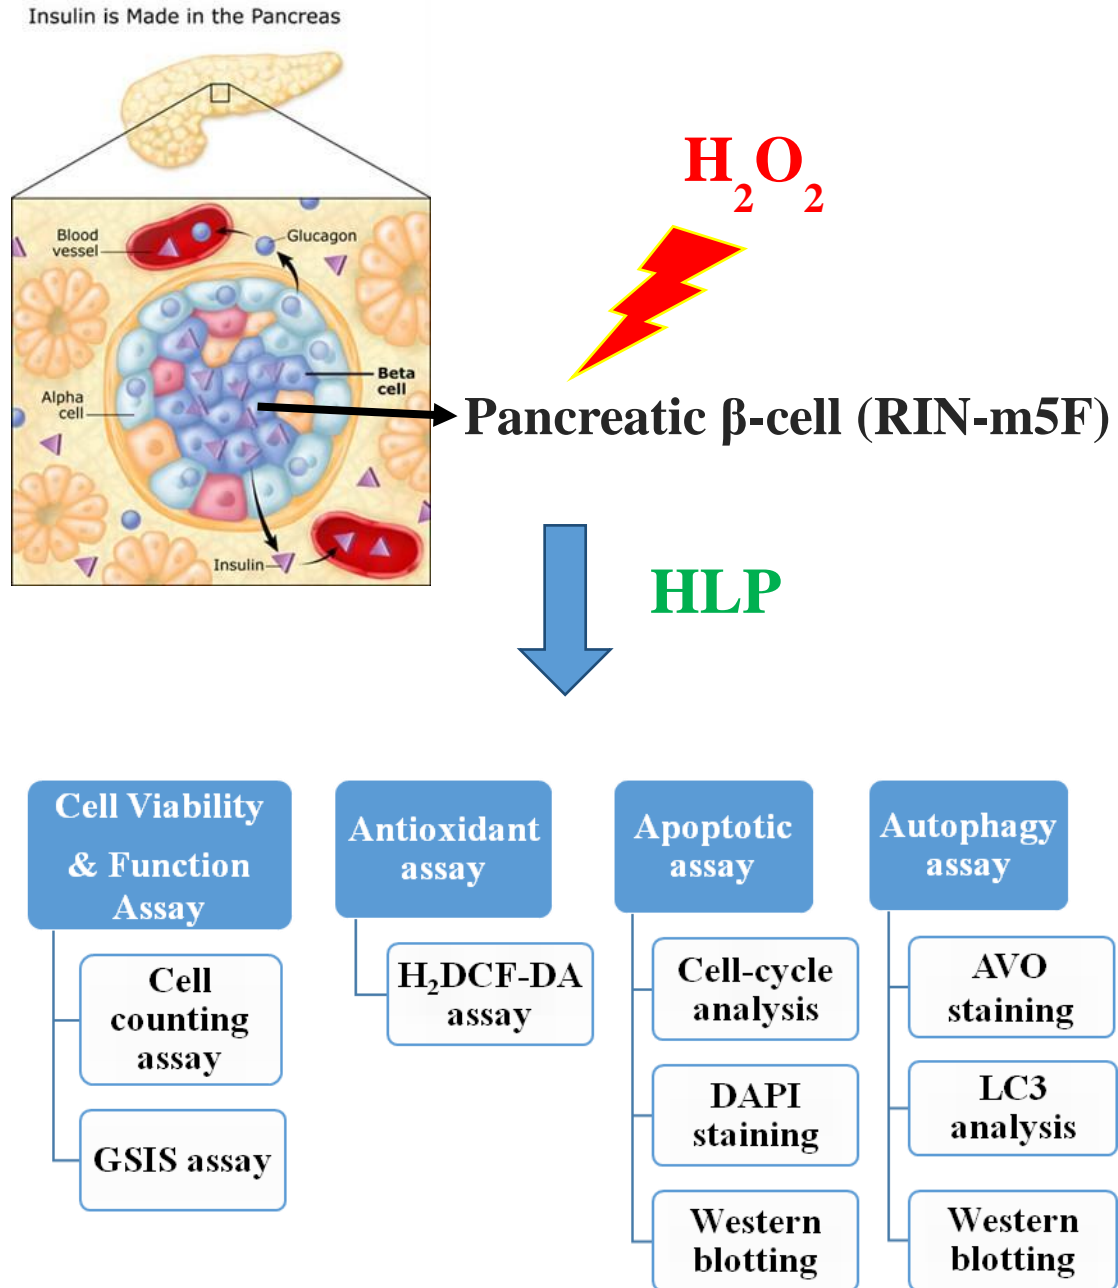 Insulin is Made in the Pancreas
H₂O₂
Blood
vessel
Glucagon
Beta
cell
Alpha
cell
Pancreatic β-cell (RIN-m5F)
Insulin
HLP
Cell Viability
& Function
Assay
Cell
counting
assay
GSIS assay
Antioxidant
assay
H₂DCF-DA
assay
Apoptotic
assay
Cell-cycle
analysis
DAPI
staining
Western
blotting
Autophagy
assay
AVO
staining
LC3
analysis
Western
blotting